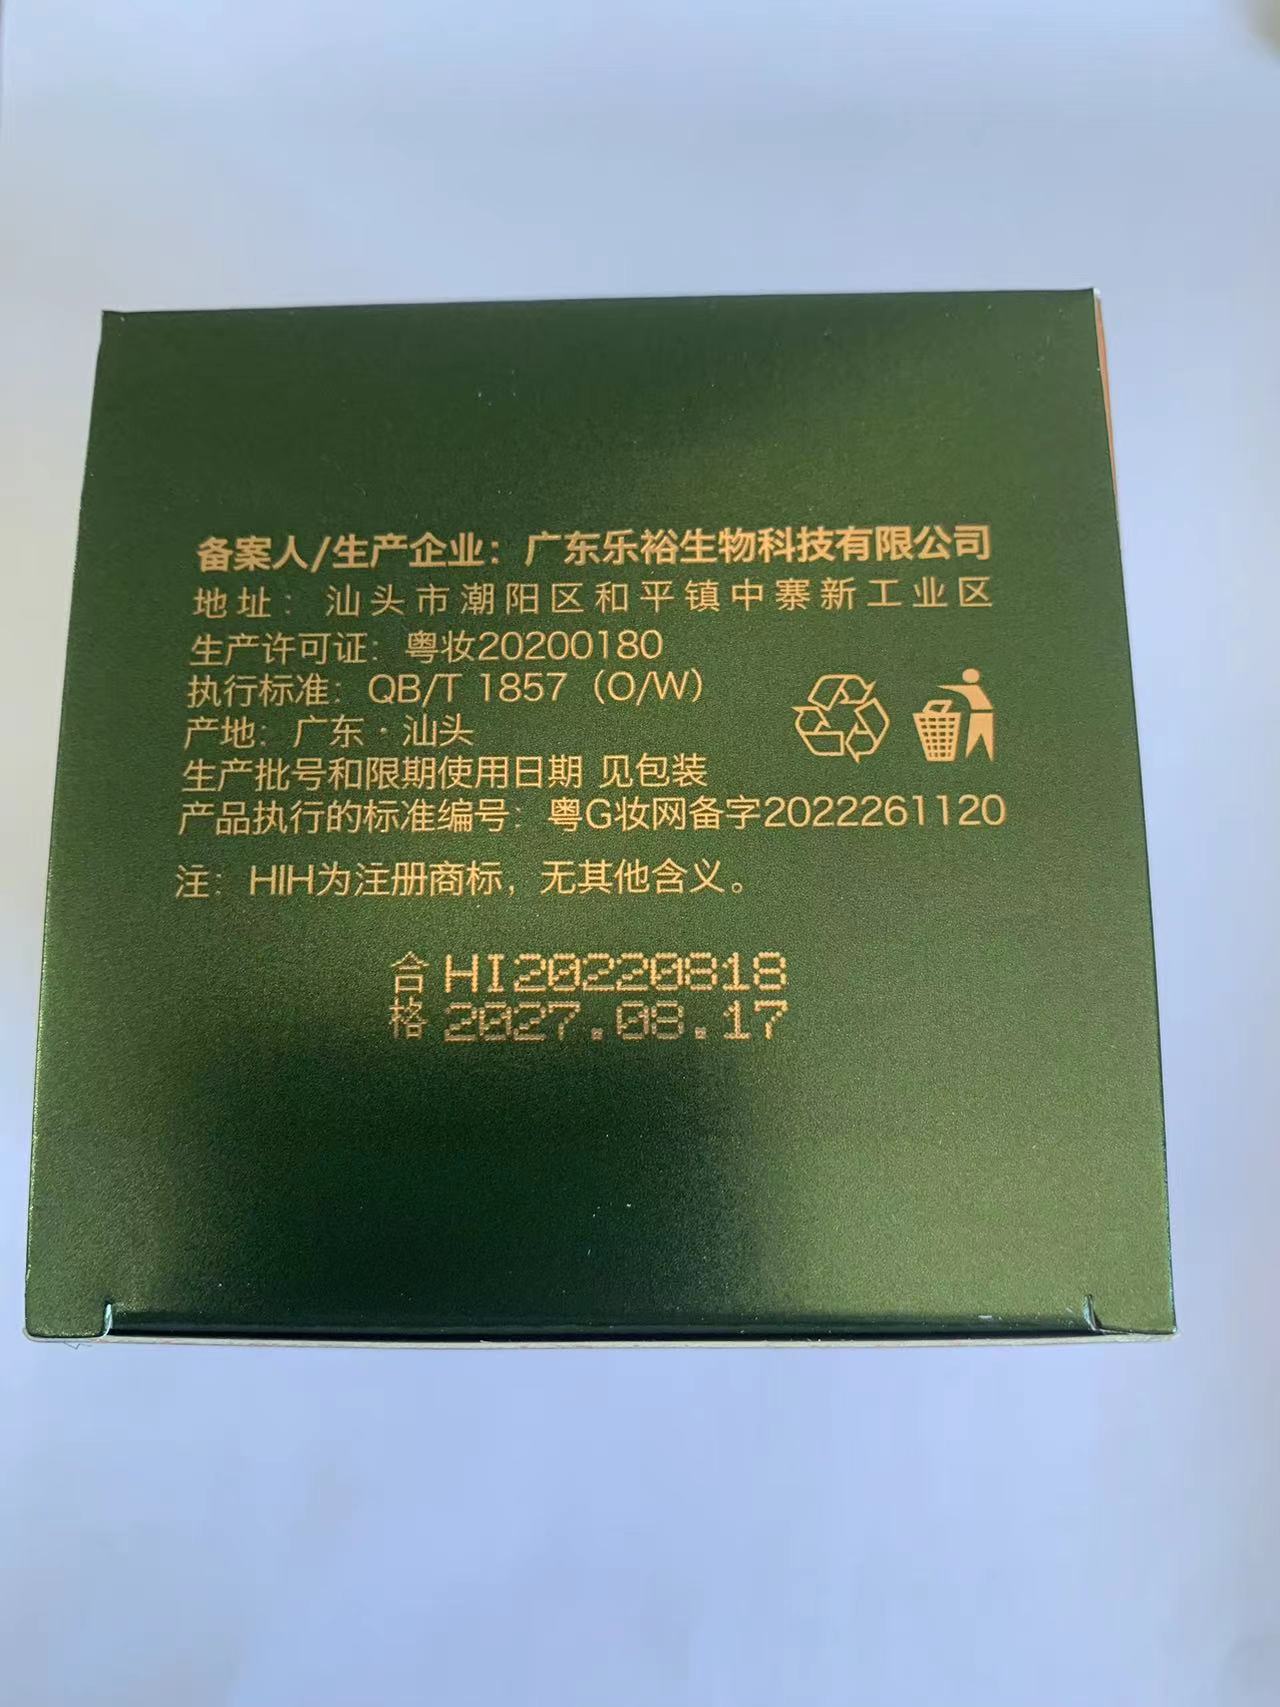 备案人/生产企业：广东乐裕生物科技有限公司
地址：汕头市潮阳区和平镇中寨新工业区
生产许可证：粤妆20200180
执行标准：QB/T 1857（O/W）
产地：广东·汕头
生产批号和限期使用日期 见包装
产品执行的标准编号：粤G妆网备字2022261120
注：HIH为注册商标，无其他含义。
合 HI20220818
格 2027.08.17